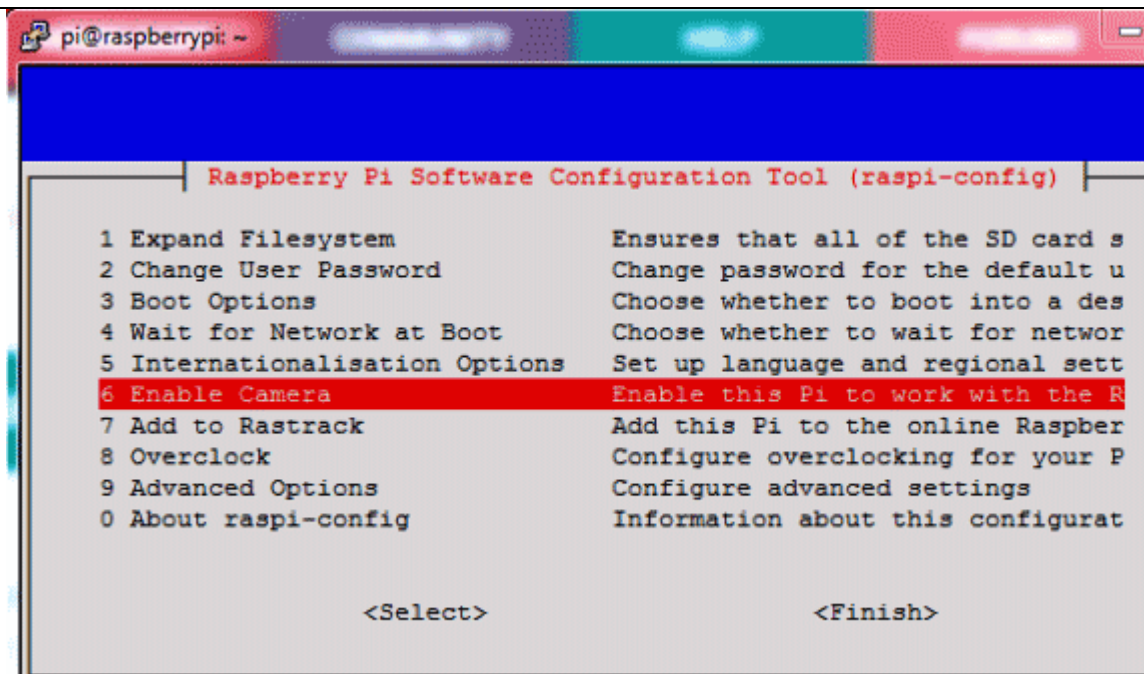 pi@raspberrypi: ~
Raspberry Pi Software Configuration Tool (raspi-config)
1 Expand Filesystem Ensures that all of the SD card s
2 Change User Password Change password for the default u
3 Boot Options Choose whether to boot into a des
4 Wait for Network at Boot Choose whether to wait for networ
5 Internationalisation Options Set up language and regional sett
6 Enable Camera Enable this Pi to work with the R
7 Add to Rastrack Add this Pi to the online Raspber
8 Overclock Configure overclocking for your P
9 Advanced Options Configure advanced settings
0 About raspi-config Information about this configurat
<Select> <Finish>